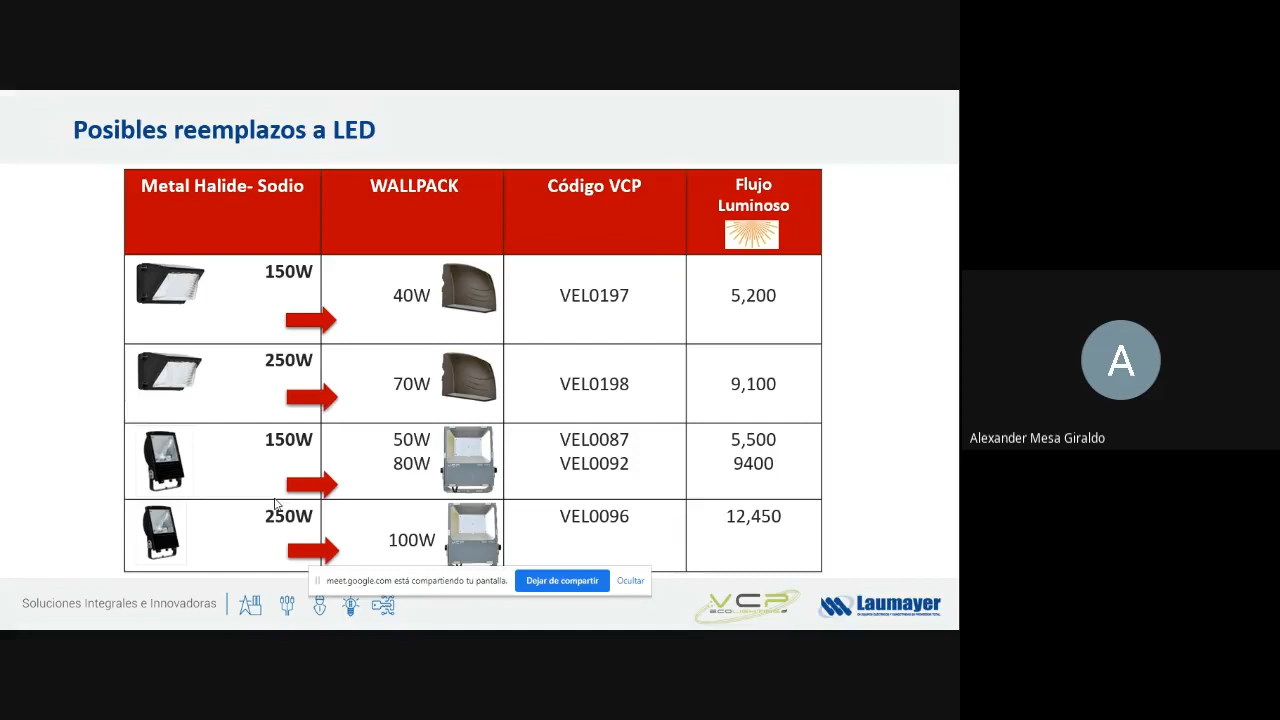 Posibles reemplazos a LED
Metal Halide- Sodio
WALLPACK
Código VCP
Flujo
Luminoso
150W
40W
VEL0197
5,200
250W
70W
VEL0198
9,100
150W
50W
VEL0087
5,500
80W
VEL0092
9400
250W
100W
VEL0096
12,450
meet.google.com está compartiendo tu pantalla.
Dejar de compartir
Ocultar
Soluciones Integrales e Innovadoras
VCP
ECOLIGHTING
Laumayer
A
Alexander Mesa Giraldo